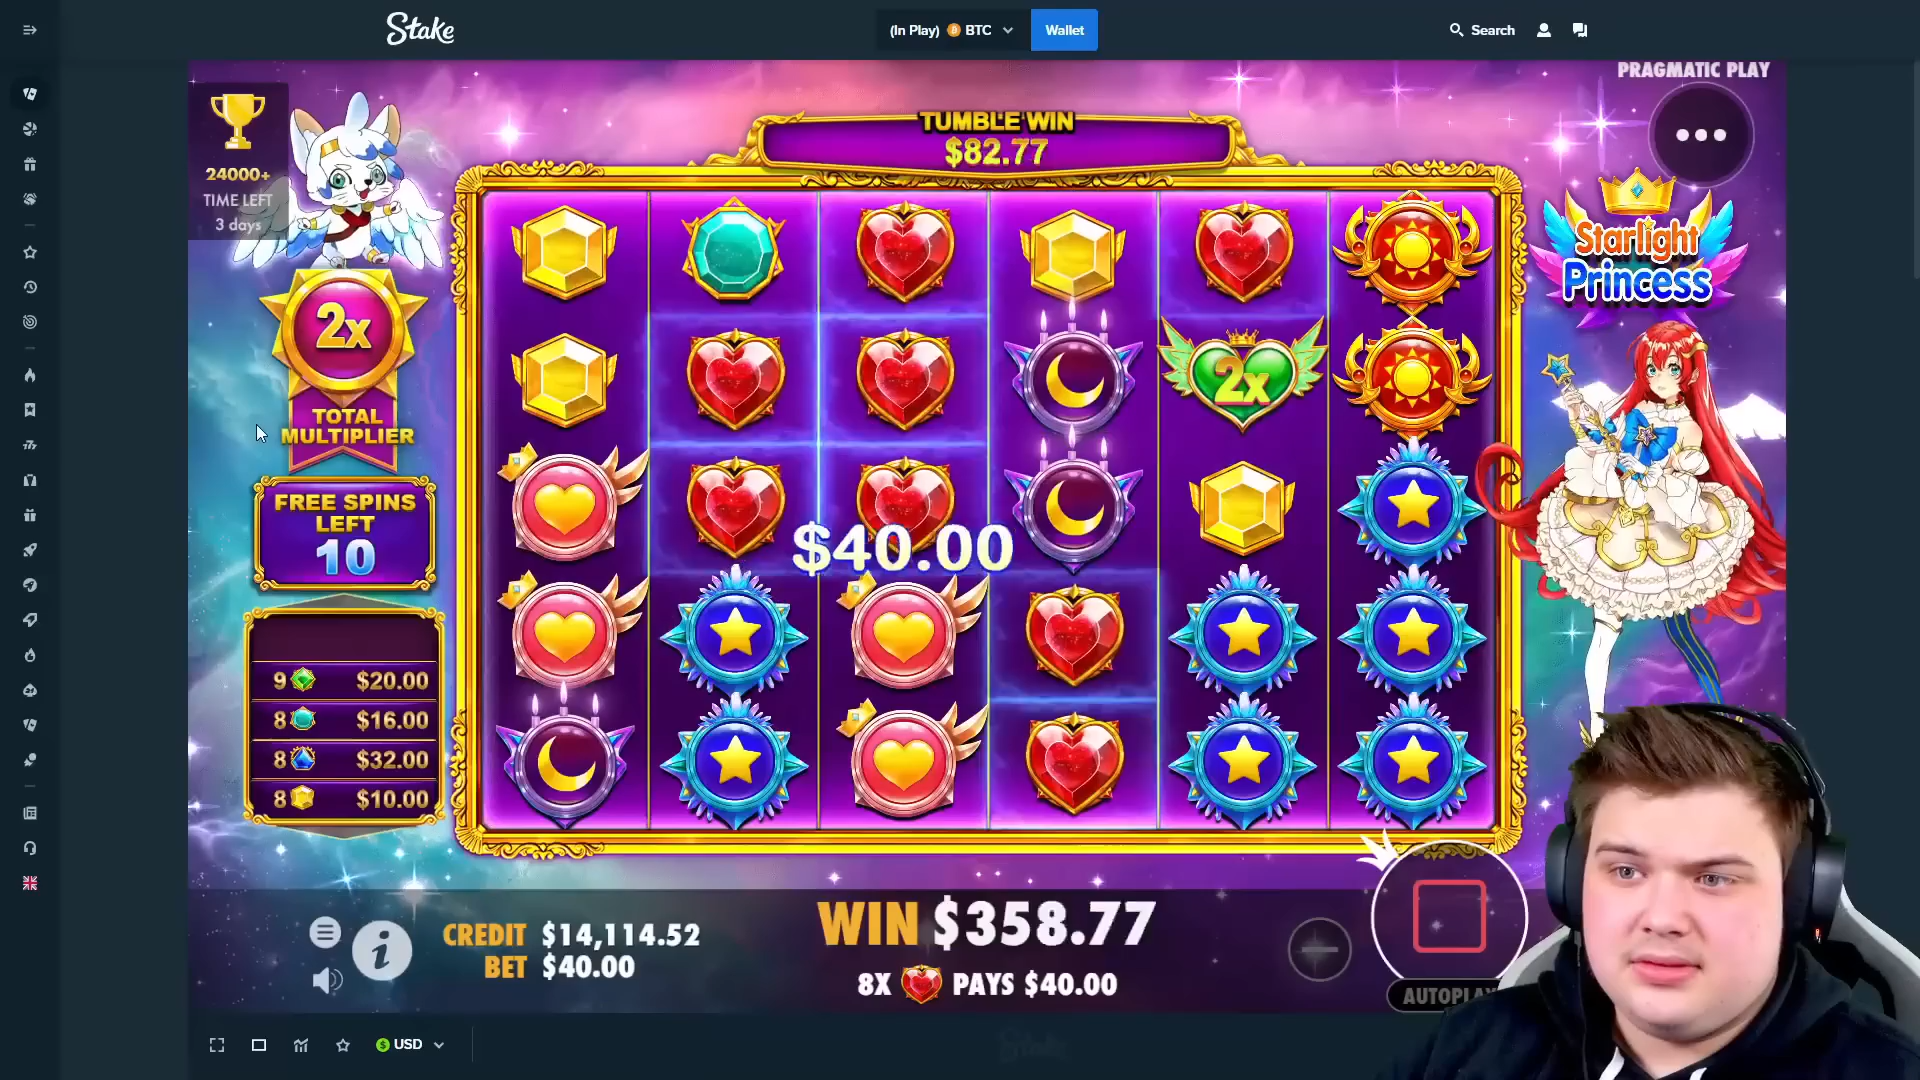 Stake
(In Play) BTC
Wallet
Search
PRAGMATIC PLAY
24000+
TIME LEFT
3 days
TUMBLE WIN
$82.77
Starlight
Princess
2x
TOTAL
MULTIPLIER
2x
FREE SPINS
LEFT
10
$40.00
9 $20.00
8 $16.00
8 $32.00
8 $10.00
CREDIT $14,114.52
BET $40.00
WIN $358.77
8X PAYS $40.00
AUTOPLAY
USD